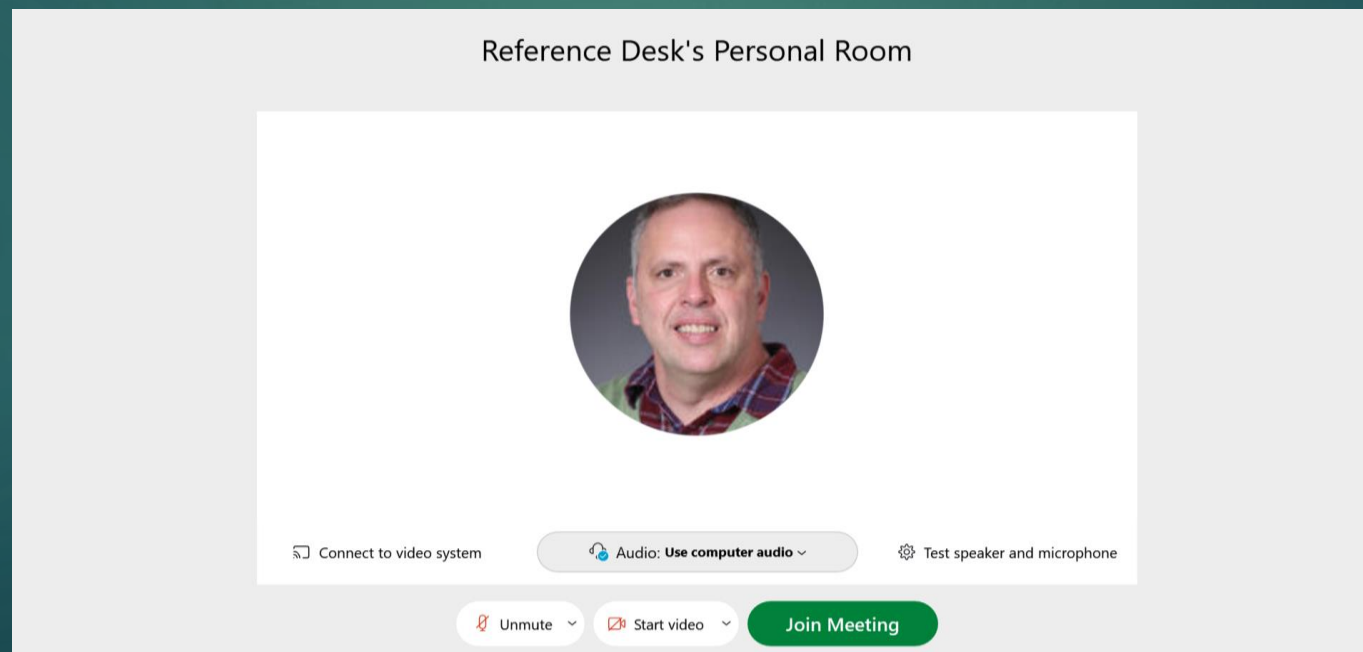 Reference Desk's Personal Room
Connect to video system
Audio: Use computer audio
Test speaker and microphone
Unmute
Start video
Join Meeting